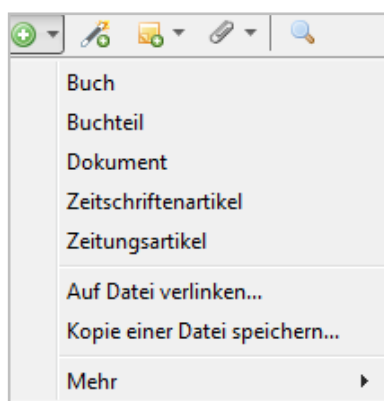 Buch
Buchteil
Dokument
Zeitschriftenartikel
Zeitungsartikel
Auf Datei verlinken...
Kopie einer Datei speichern...
Mehr